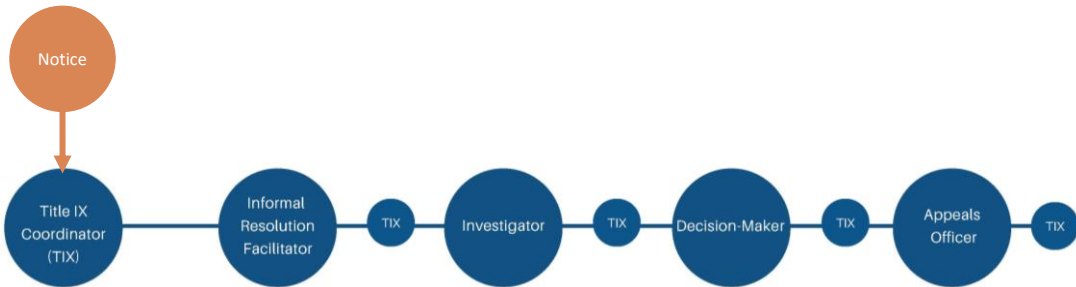 Notice
Title IX
Coordinator
(TIX)
Informal
Resolution
Facilitator
TIX
Investigator
TIX
Decision-Maker
TIX
Appeals
Officer
TIX